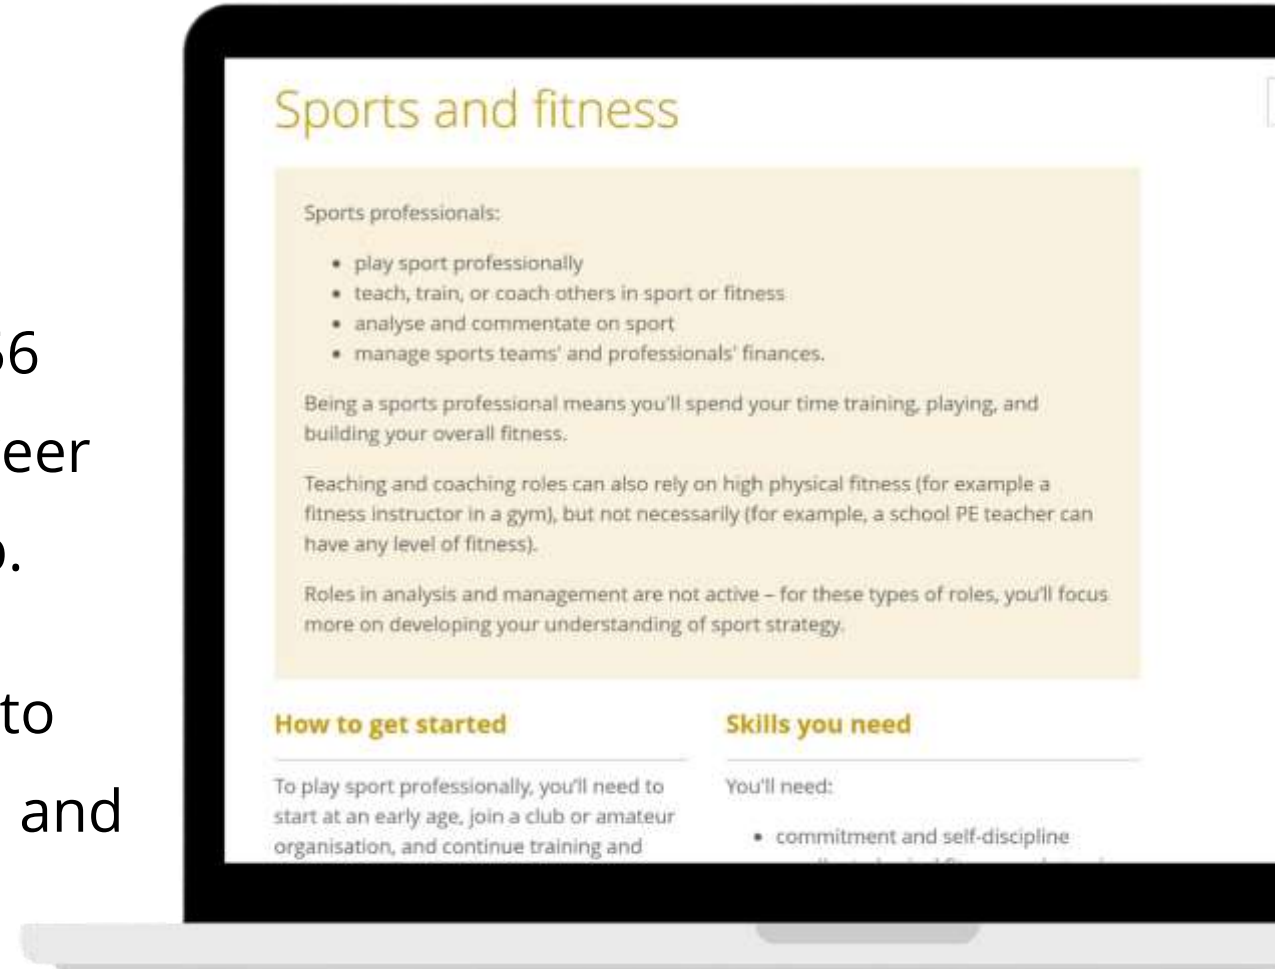 Sports and fitness
Sports professionals:
• play sport professionally
• teach, train, or coach others in sport or fitness
• analyse and commentate on sport
• manage sports teams' and professionals' finances.
Being a sports professional means you'll spend your time training, playing, and
building your overall fitness.
Teaching and coaching roles can also rely on high physical fitness (for example a
fitness instructor in a gym), but not necessarily (for example, a school PE teacher can
have any level of fitness).
Roles in analysis and management are not active – for these types of roles, you'll focus
more on developing your understanding of sport strategy.
How to get started
To play sport professionally, you'll need to
start at an early age, join a club or amateur
organisation, and continue training and
Skills you need
You'll need:
• commitment and self-discipline
eer
to
and